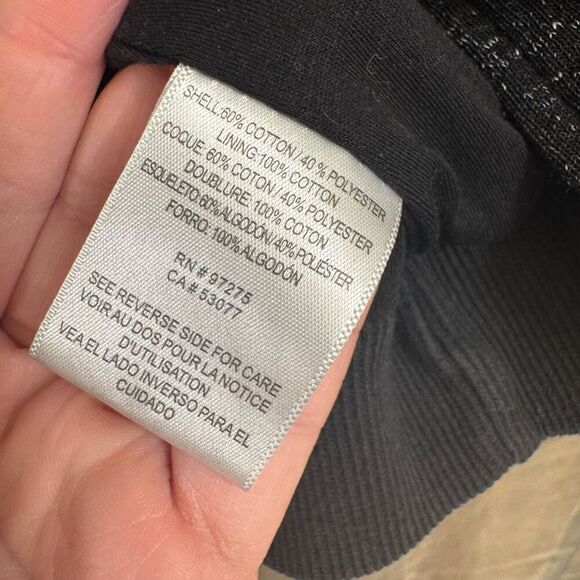 SHELL:60% COTTON/40% POLYESTER
LINING:100% COTTON
COQUE: 60% COTON/40% POLYESTER
DOUBLURE: 100% COTON
ESQUELETO:60%ALGODÓN/40%POLIÉSTER
FORRO:100%ALGODÓN
RN # 97275
CA# 53077
SEE REVERSE SIDE FOR CARE
VOIR AU DOS POUR LA NOTICE
D'UTILISATION
VEA EL LADO INVERSO PARA EL
CUIDADO